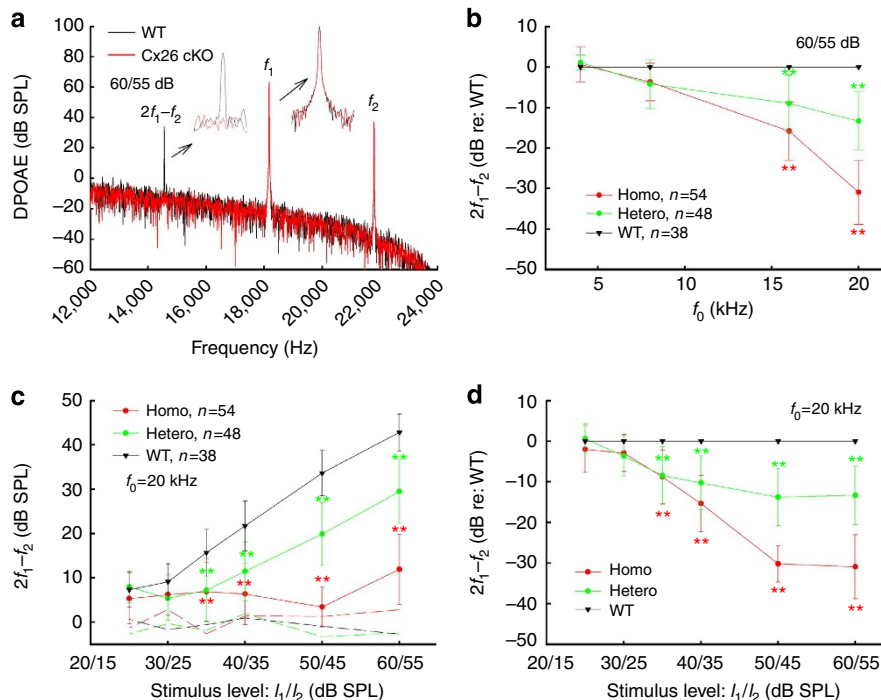 a
WT
Cx26 cKO
60/55 dB
2f₁−f₂
f₁
f₂
DPOAE (dB SPL)
100
80
60
40
20
0
−20
−40
−60
12,000
14,000
16,000
18,000
20,000
22,000
24,000
Frequency (Hz)
b
60/55 dB
2f₁−f₂ (dB re: WT)
10
0
−10
−20
−30
−40
−50
**
**
**
**
Homo, n=54
Hetero, n=48
WT, n=38
5
10
15
20
f₀ (kHz)
c
Homo, n=54
Hetero, n=48
WT, n=38
f₀=20 kHz
2f₁−f₂ (dB SPL)
50
40
30
20
10
0
**
**
**
**
**
**
**
**
20/15
30/25
40/35
50/45
60/55
Stimulus level: I₁/I₂ (dB SPL)
d
f₀=20 kHz
2f₁−f₂ (dB re: WT)
10
0
−10
−20
−30
−40
−50
**
**
**
**
**
**
**
**
Homo
Hetero
WT
20/15
30/25
40/35
50/45
60/55
Stimulus level: I₁/I₂ (dB SPL)